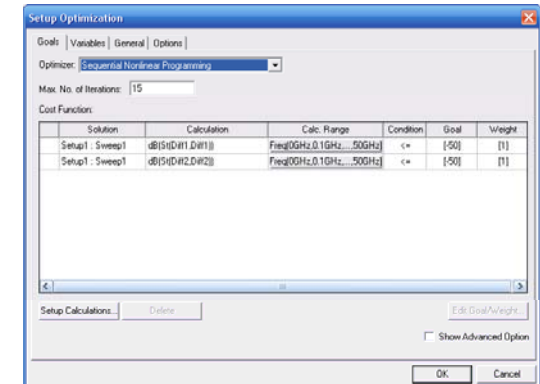 Setup Optimization
Goals Variables General Options
Optimizer: Sequential Nonlinear Programming
Max. No. of Iterations: 15
Cost Function:
Solution Calculation Calc. Range Condition Goal Weight
Setup1 : Sweep1 dB(St(Diff1,Diff1)) Freq[0GHz,0.1GHz,...,50GHz] <= [-50] [1]
Setup1 : Sweep1 dB(St(Diff2,Diff2)) Freq[0GHz,0.1GHz,...,50GHz] <= [-50] [1]
Setup Calculations... Delete Edit Goal/Weight...
Show Advanced Option
OK Cancel